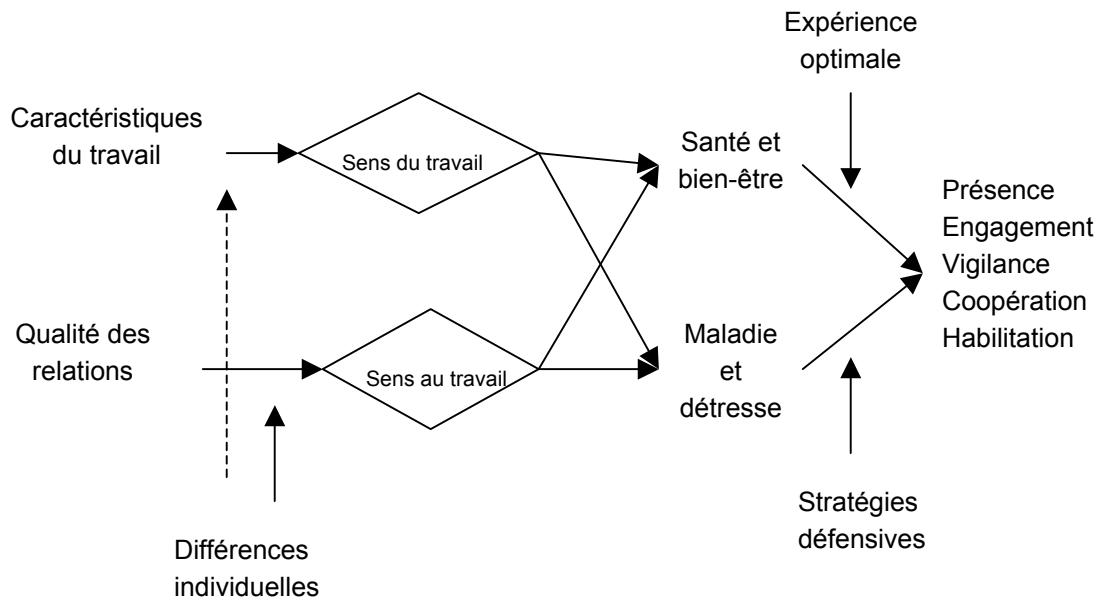 Expérience
optimale
Caractéristiques
du travail
Sens du travail
Santé et
bien-être
Présence
Engagement
Vigilance
Coopération
Habilitation
Qualité des
relations
Sens au travail
Maladie
et
détresse
Stratégies
défensives
Différences
individuelles